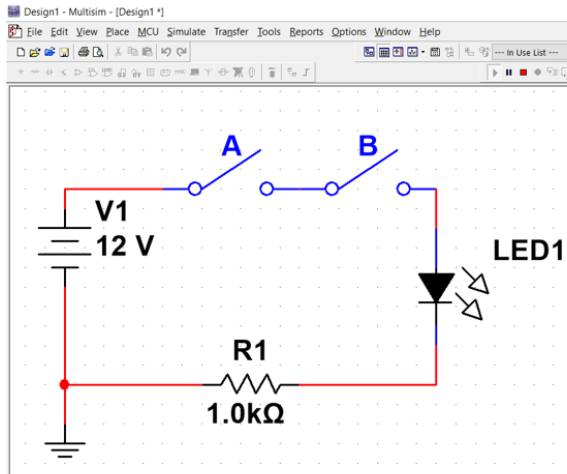 Design1 - Multisim - [Design1 *]
File Edit View Place MCU Simulate Transfer Tools Reports Options Window Help
--- In Use List ---
A
B
V1
12 V
LED1
R1
1.0kΩ